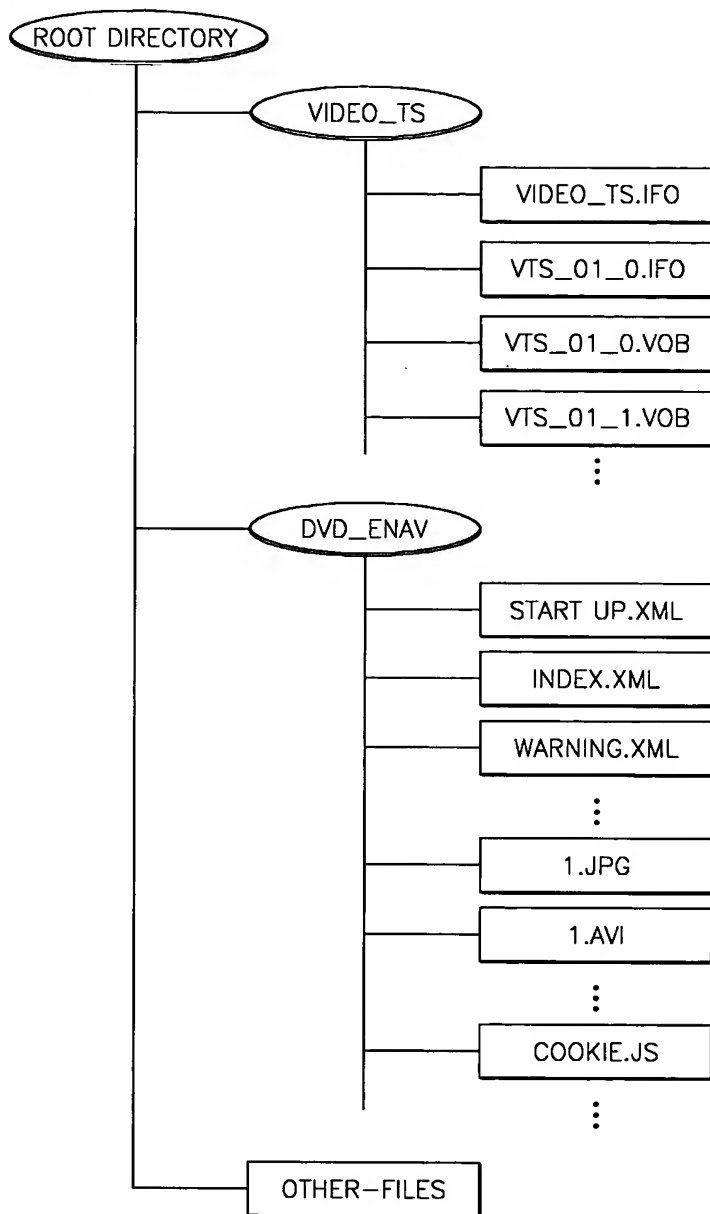 ROOT DIRECTORY
VIDEO_TS
VIDEO_TS.IFO
VTS_01_0.IFO
VTS_01_0.VOB
VTS_01_1.VOB
DVD_ENAV
START UP.XML
INDEX.XML
WARNING.XML
1.JPG
1.AVI
COOKIE.JS
OTHER-FILES